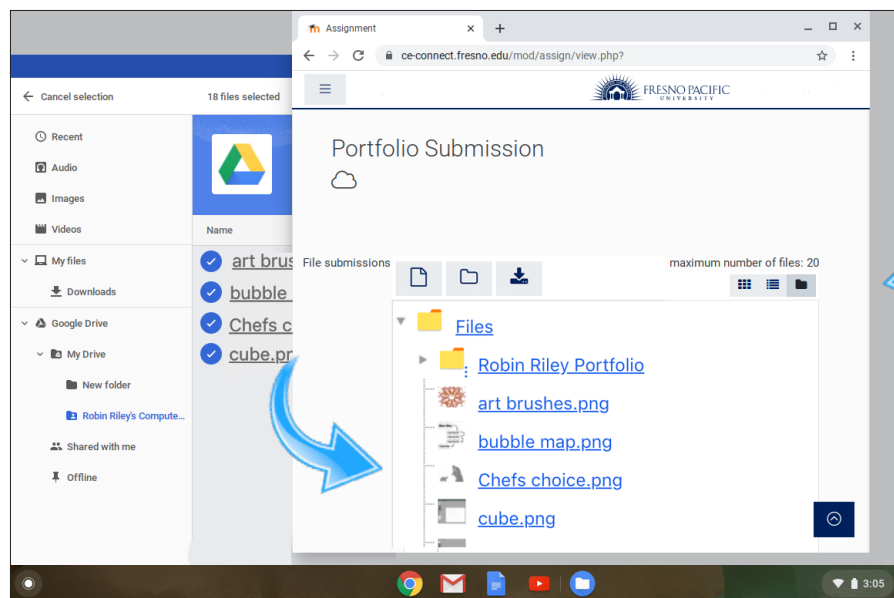 Assignment
ce-connect.fresno.edu/mod/assign/view.php?
Cancel selection
18 files selected
FRESNO PACIFIC
UNIVERSITY
Recent
Audio
Images
Videos
Name
My files
Downloads
Google Drive
My Drive
New folder
Robin Riley's Compute...
Shared with me
Offline
art brus
bubble
Chefs c
cube.pr
Portfolio Submission
File submissions
maximum number of files: 20
Files
Robin Riley Portfolio
art brushes.png
bubble map.png
Chefs choice.png
cube.png
3:05